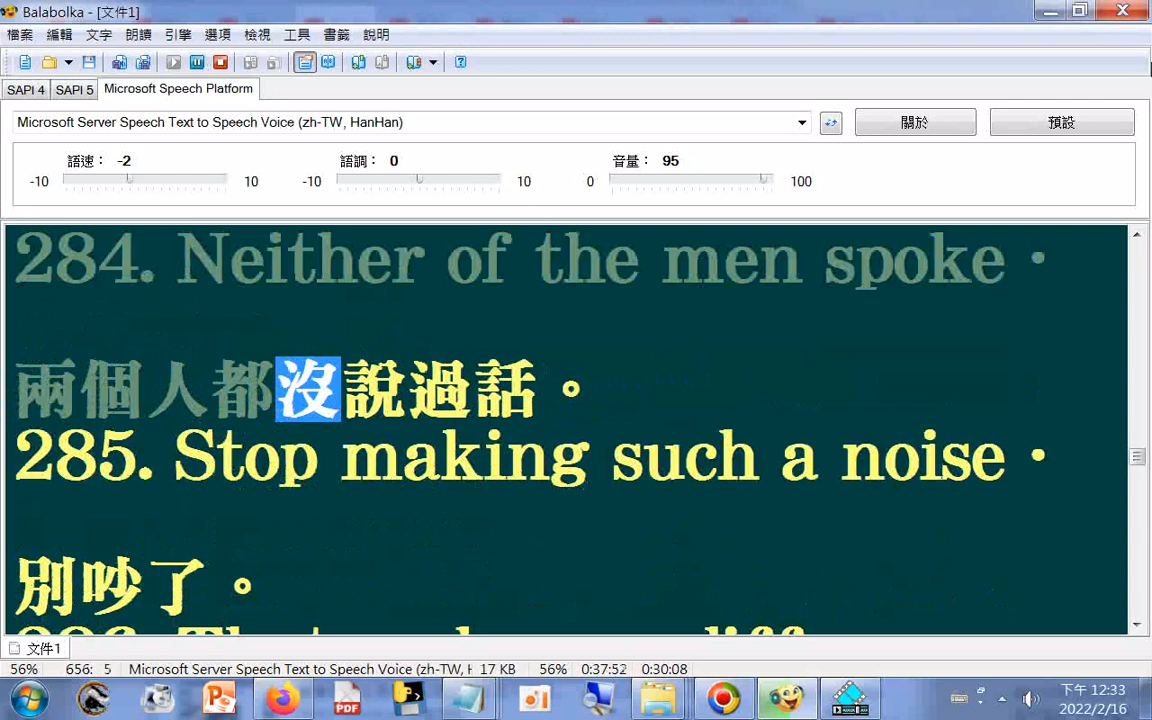 Balabolka - [文件1]
檔案 編輯 文字 朗讀 引擎 選項 檢視 工具 書籤 說明
SAPI 4 SAPI 5 Microsoft Speech Platform
Microsoft Server Speech Text to Speech Voice (zh-TW, HanHan) 關於 預設
語速： -2 語調： 0 音量： 95
-10 10 -10 10 0 100
284. Neither of the men spoke．
兩個人都沒說過話。
285. Stop making such a noise．
別吵了。
文件1
56% 656: 5 Microsoft Server Speech Text to Speech Voice (zh-TW, H 17 KB 56% 0:37:52 0:30:08
PDF
下午 12:33
2022/2/16